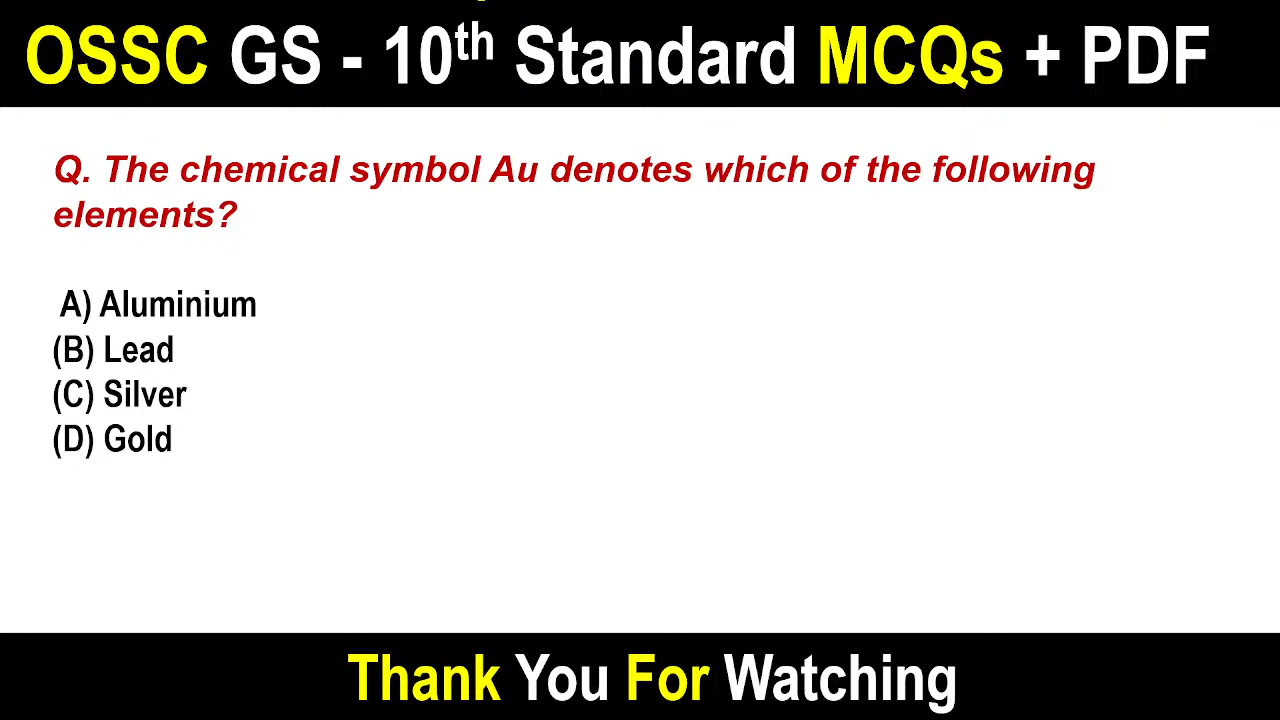 OSSC GS - 10th Standard MCQs + PDF
Q. The chemical symbol Au denotes which of the following
elements?
A) Aluminium
(B) Lead
(C) Silver
(D) Gold
Thank You For Watching